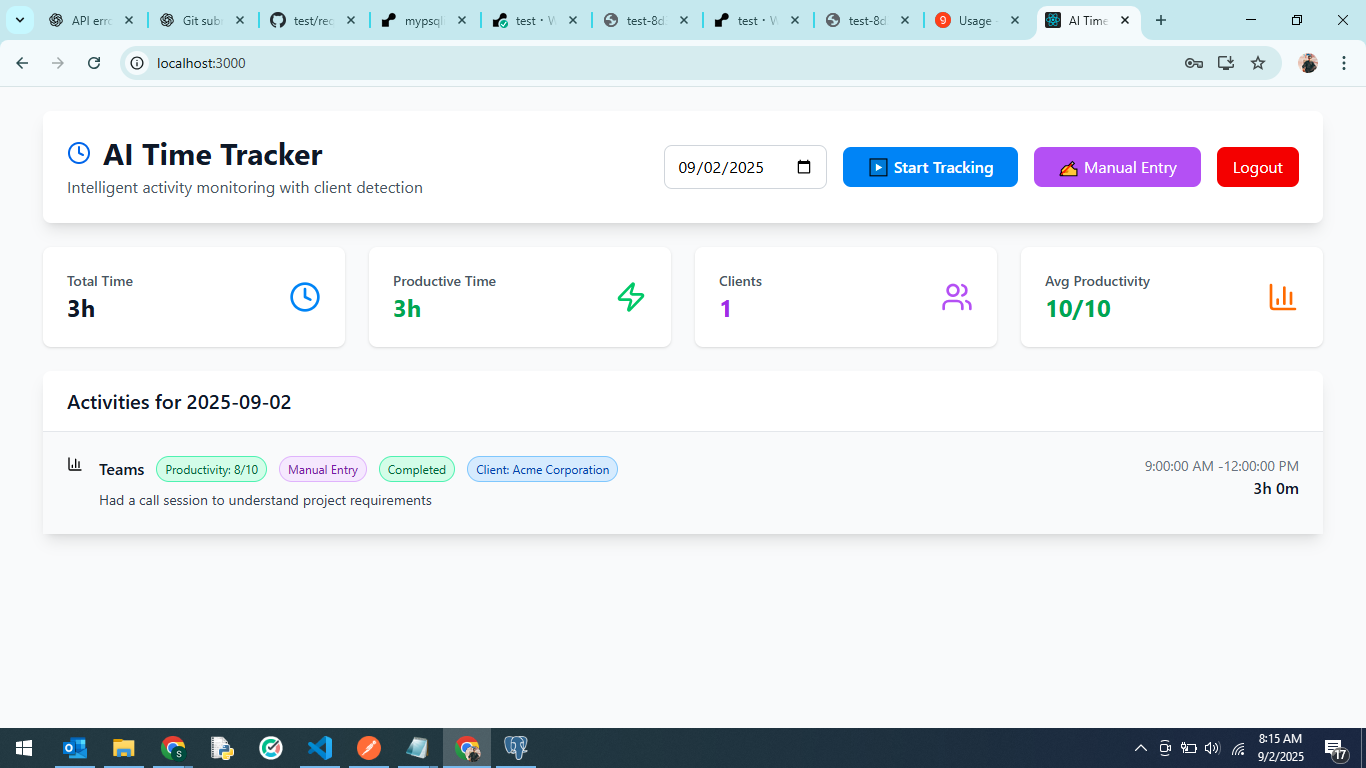 API erro
Git subm
test/rec
mypsql
test · W
test-8d
test · W
test-8d
9
Usage
AI Time
localhost:3000
AI Time Tracker
Intelligent activity monitoring with client detection
09/02/2025
Start Tracking
Manual Entry
Logout
Total Time
3h
Productive Time
3h
Clients
1
Avg Productivity
10/10
Activities for 2025-09-02
Teams
Productivity: 8/10
Manual Entry
Completed
Client: Acme Corporation
9:00:00 AM -12:00:00 PM
Had a call session to understand project requirements
3h 0m
S
8:15 AM
9/2/2025
17